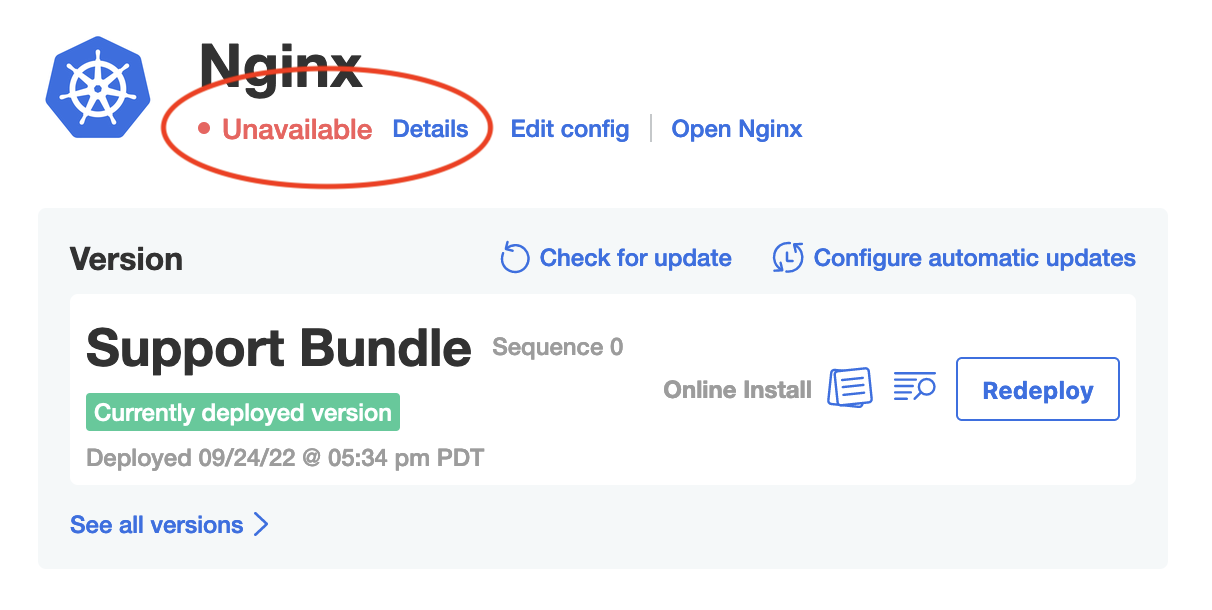 Nginx
Unavailable Details Edit config Open Nginx
Version Check for update Configure automatic updates
Support Bundle Sequence 0
Online Install Redeploy
Currently deployed version
Deployed 09/24/22 @ 05:34 pm PDT
See all versions